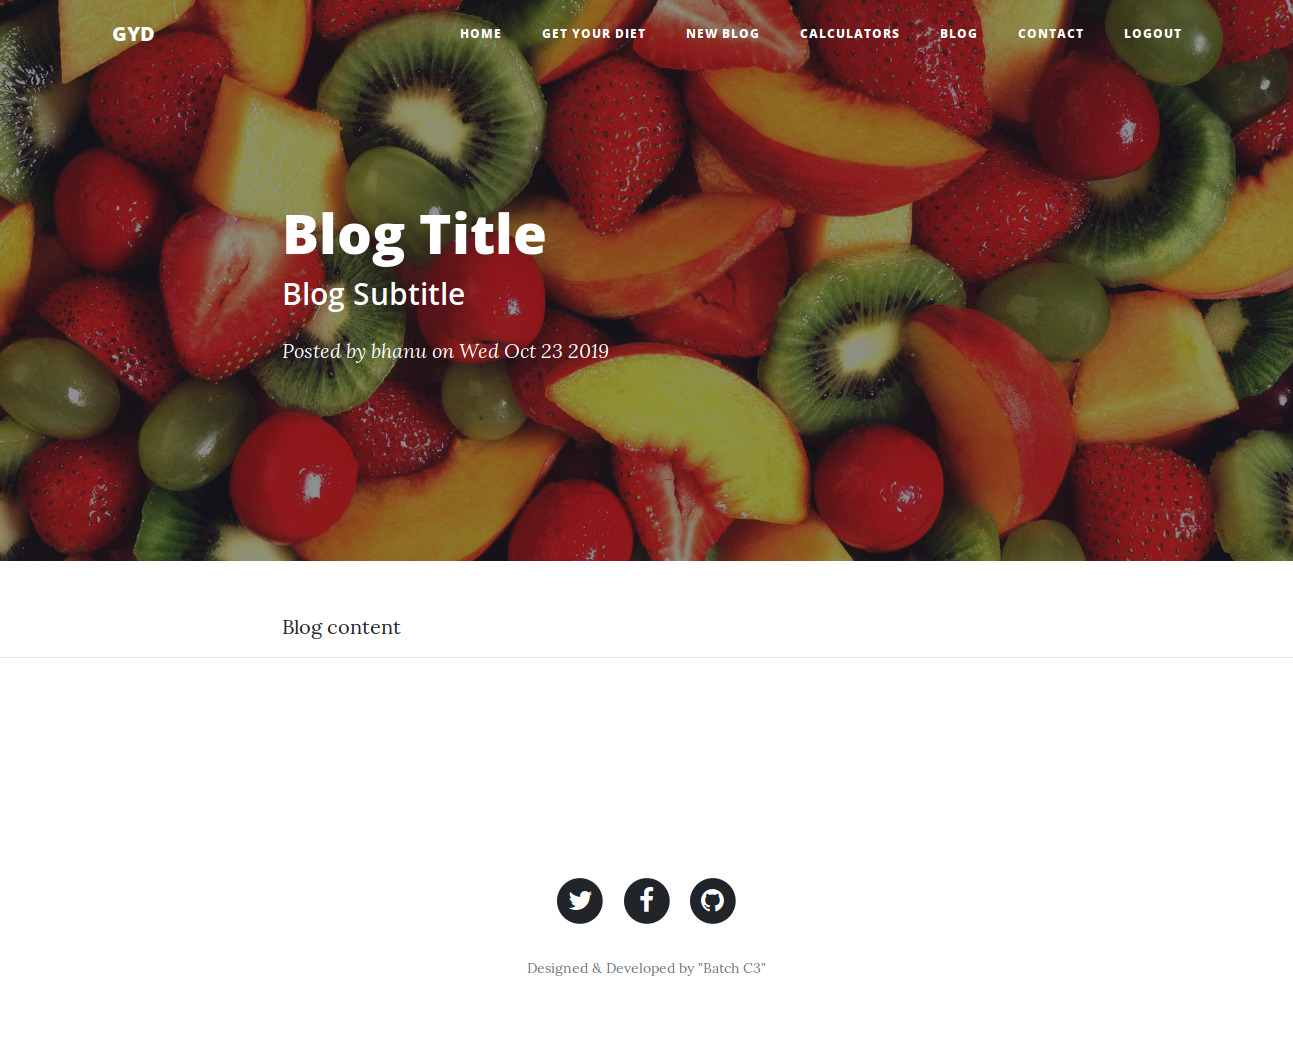 GYD HOME GET YOUR DIET NEW BLOG CALCULATORS BLOG CONTACT LOGOUT
Blog Title
Blog Subtitle
Posted by bhanu on Wed Oct 23 2019
Blog content
Designed & Developed by "Batch C3"